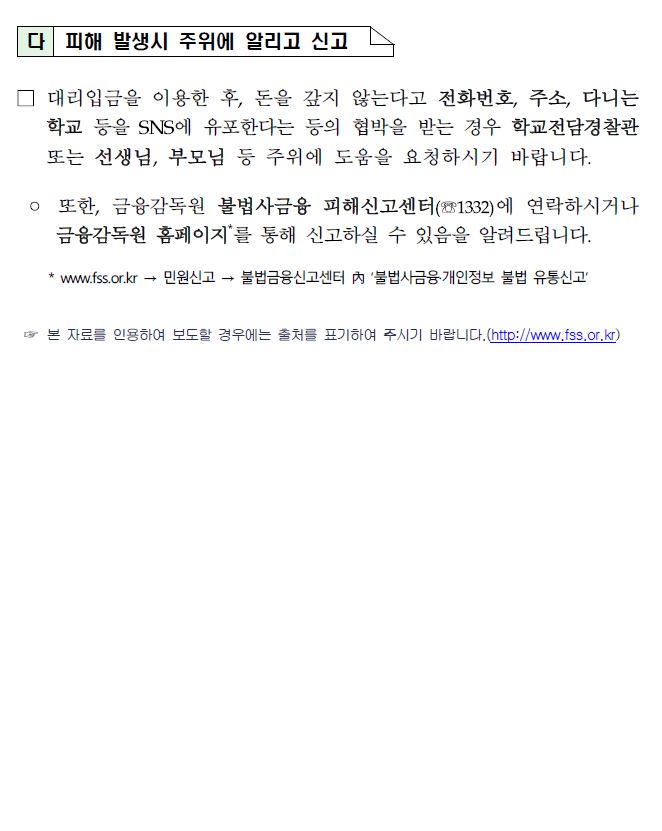 다 피해 발생시 주위에 알리고 신고
□ 대리입금을 이용한 후, 돈을 갚지 않는다고 전화번호, 주소, 다니는
학교 등을 SNS에 유포한다는 등의 협박을 받는 경우 학교전담경찰관
또는 선생님, 부모님 등 주위에 도움을 요청하시기 바랍니다.
○ 또한, 금융감독원 불법사금융 피해신고센터(☏1332)에 연락하시거나
금융감독원 홈페이지*를 통해 신고하실 수 있음을 알려드립니다.
* www.fss.or.kr → 민원신고 → 불법금융신고센터 內 '불법사금융·개인정보 불법 유통신고'
☞ 본 자료를 인용하여 보도할 경우에는 출처를 표기하여 주시기 바랍니다.(http://www.fss.or.kr)